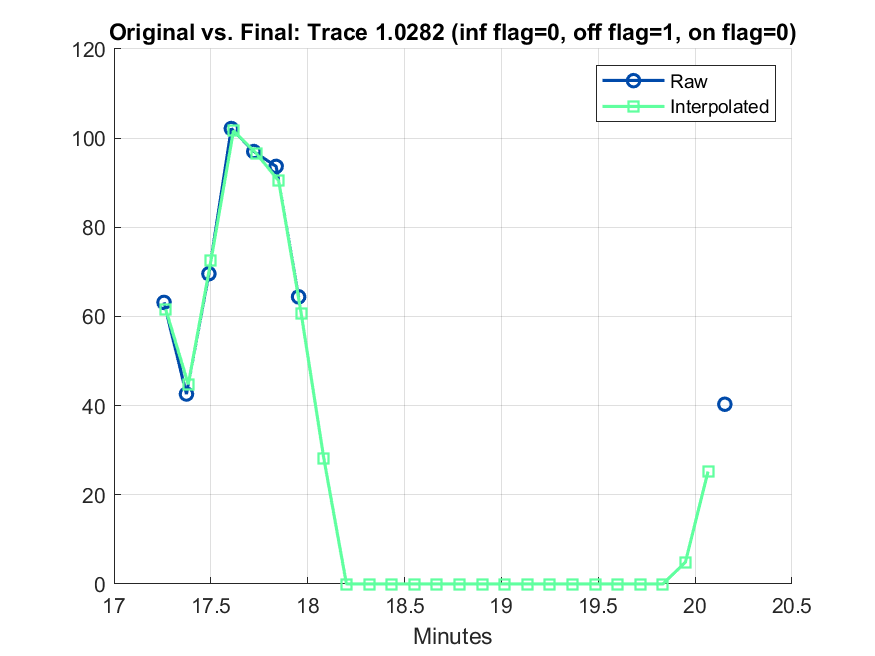 Original vs. Final: Trace 1.0282 (inf flag=0, off flag=1, on flag=0)
120
100
80
60
40
20
0
Raw
Interpolated
17 17.5 18 18.5 19 19.5 20 20.5
Minutes